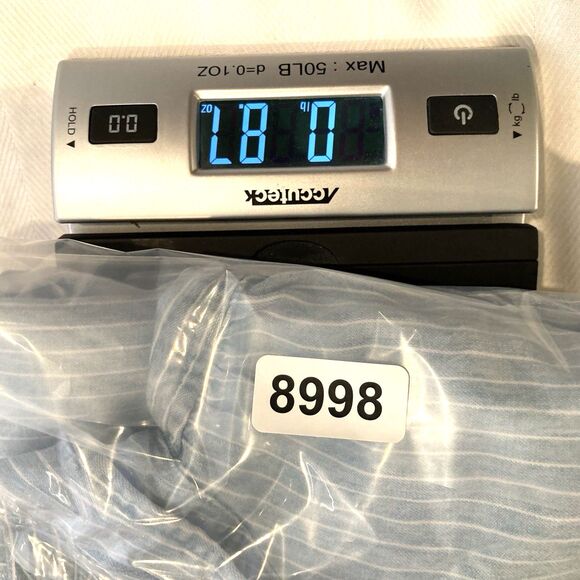 Accuteck
0 lb 8.7 oz
kg lb
0.0
HOLD
Max : 50LB d=0.1OZ
8998